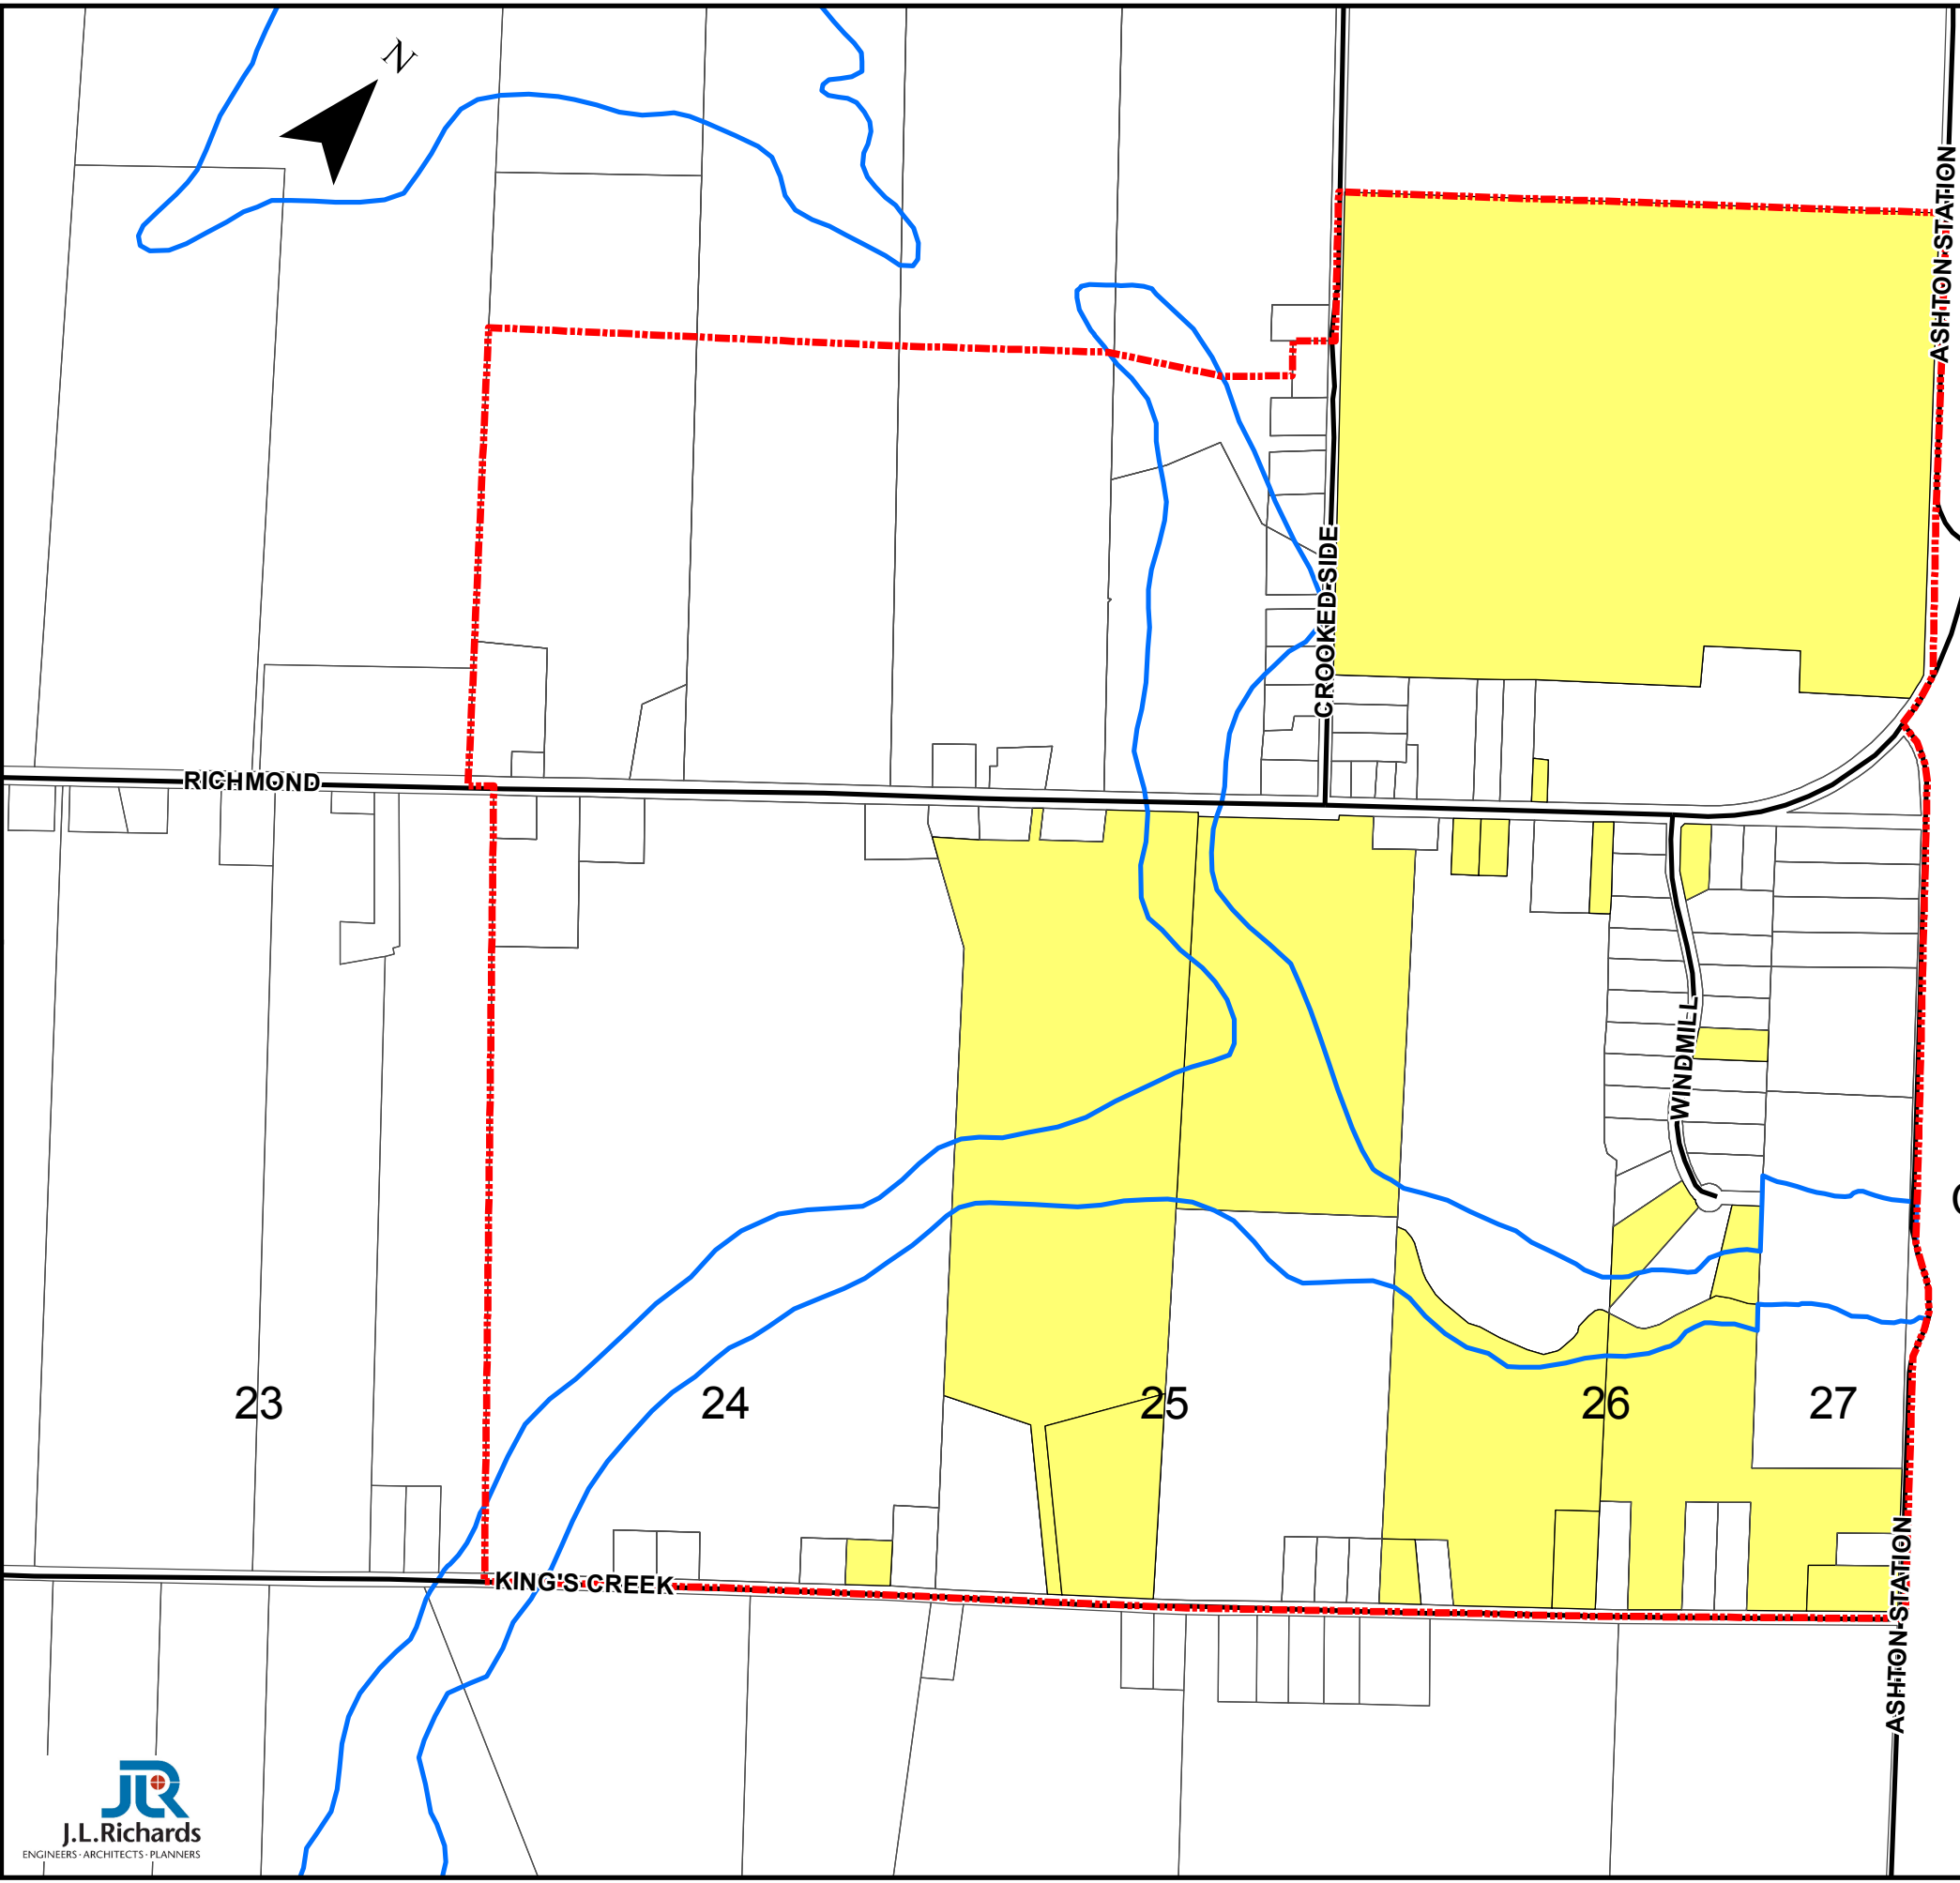 N
ASHTON STATION
CROOKED SIDE
RICHMOND
WINDMILL
23
24
25
26
27
KING'S CREEK
ASHTON STATION
JLR
J.L.Richards
ENGINEERS · ARCHITECTS · PLANNERS